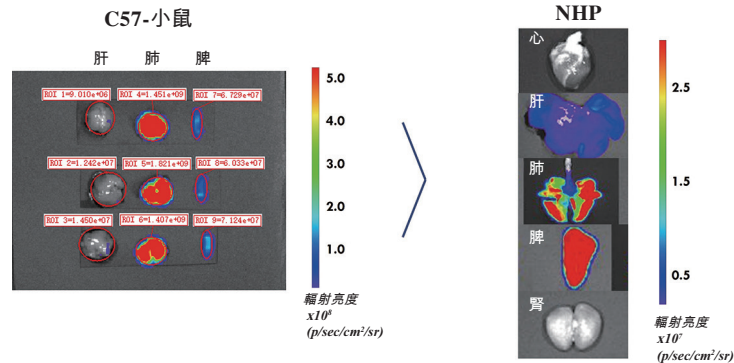 C57-小鼠
肝 肺 脾
ROI 1=9.010e+06 ROI 4=1.451e+09 ROI 7=6.729e+07
ROI 2=1.242e+07 ROI 5=1.821e+09 ROI 8=6.033e+07
ROI 3=1.450e+07 ROI 6=1.407e+09 ROI 9=7.124e+07
5.0
4.0
3.0
2.0
1.0
輻射亮度
x10⁸
(p/sec/cm²/sr)
NHP
心
肝
肺
脾
腎
2.5
1.5
0.5
輻射亮度
x10⁷
(p/sec/cm²/sr)